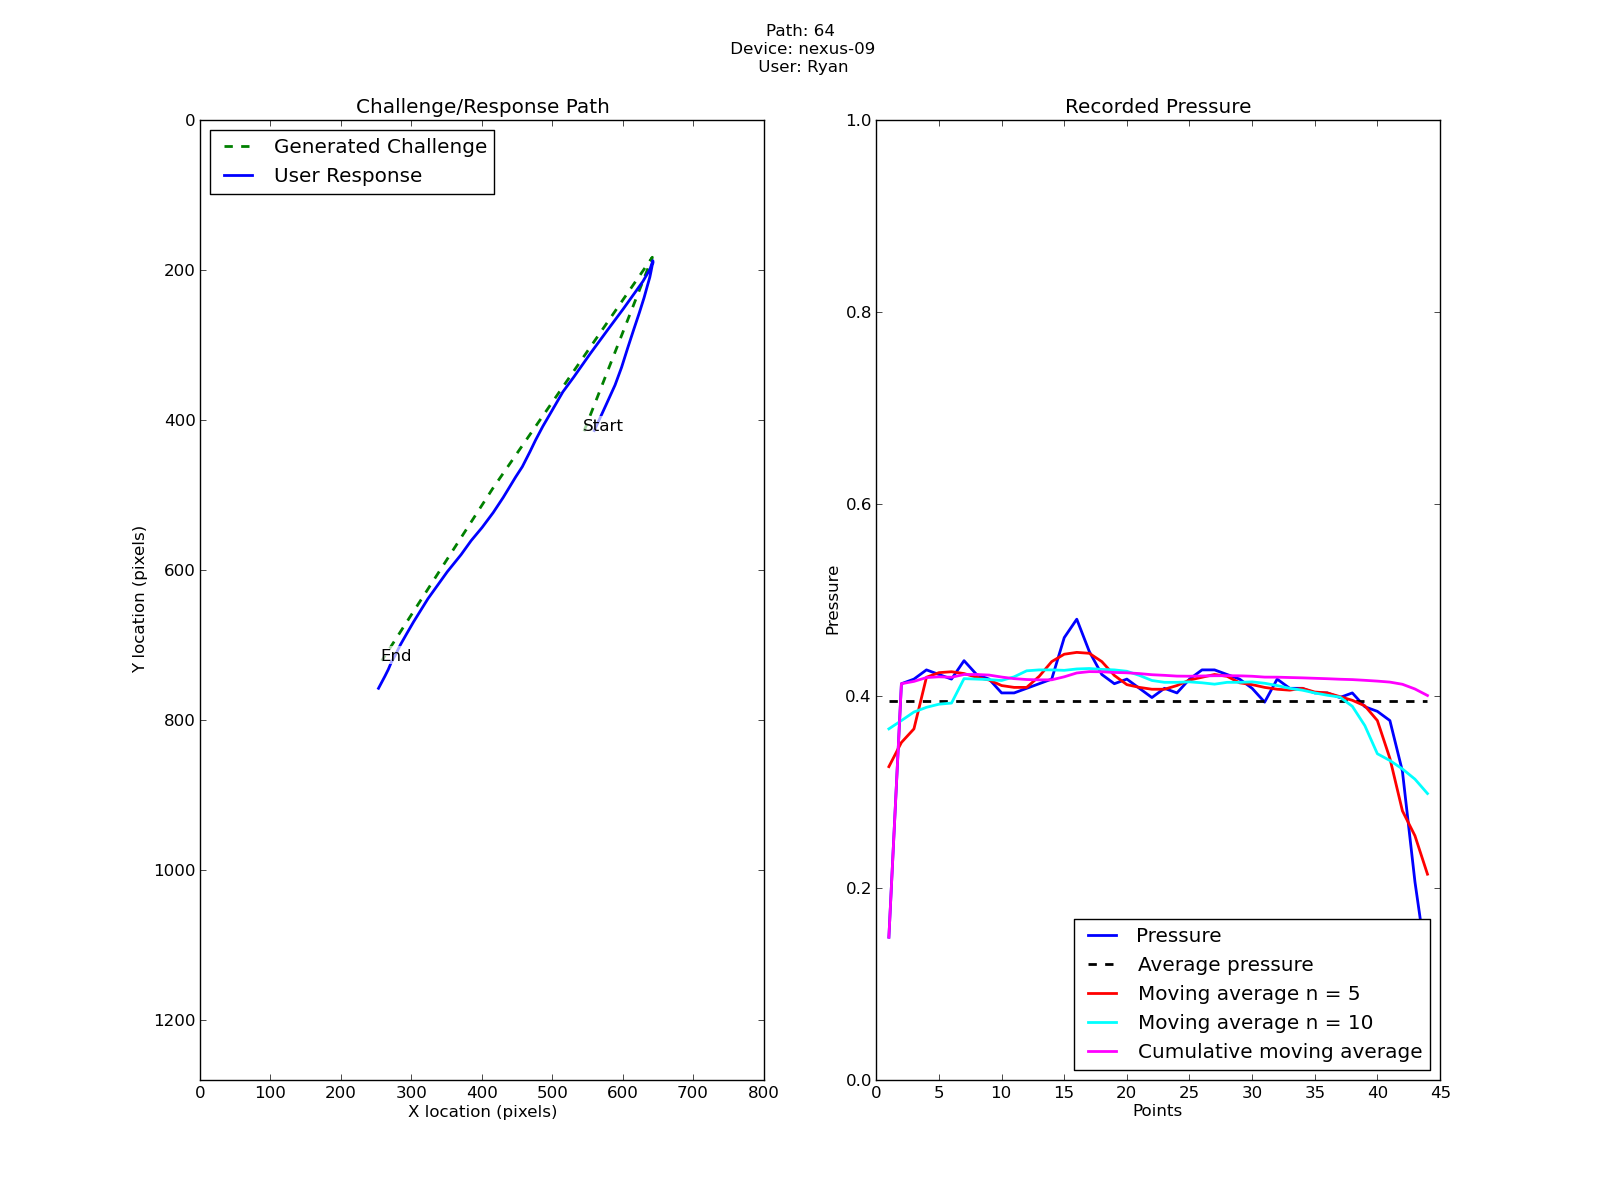 Path: 64
Device: nexus-09
User: Ryan
Challenge/Response Path
Generated Challenge
User Response
Start
End
0
200
400
600
800
1000
1200
Y location (pixels)
0 100 200 300 400 500 600 700 800
X location (pixels)
Recorded Pressure
1.0
0.8
0.6
0.4
0.2
0.0
Pressure
Pressure
Average pressure
Moving average n = 5
Moving average n = 10
Cumulative moving average
0 5 10 15 20 25 30 35 40 45
Points